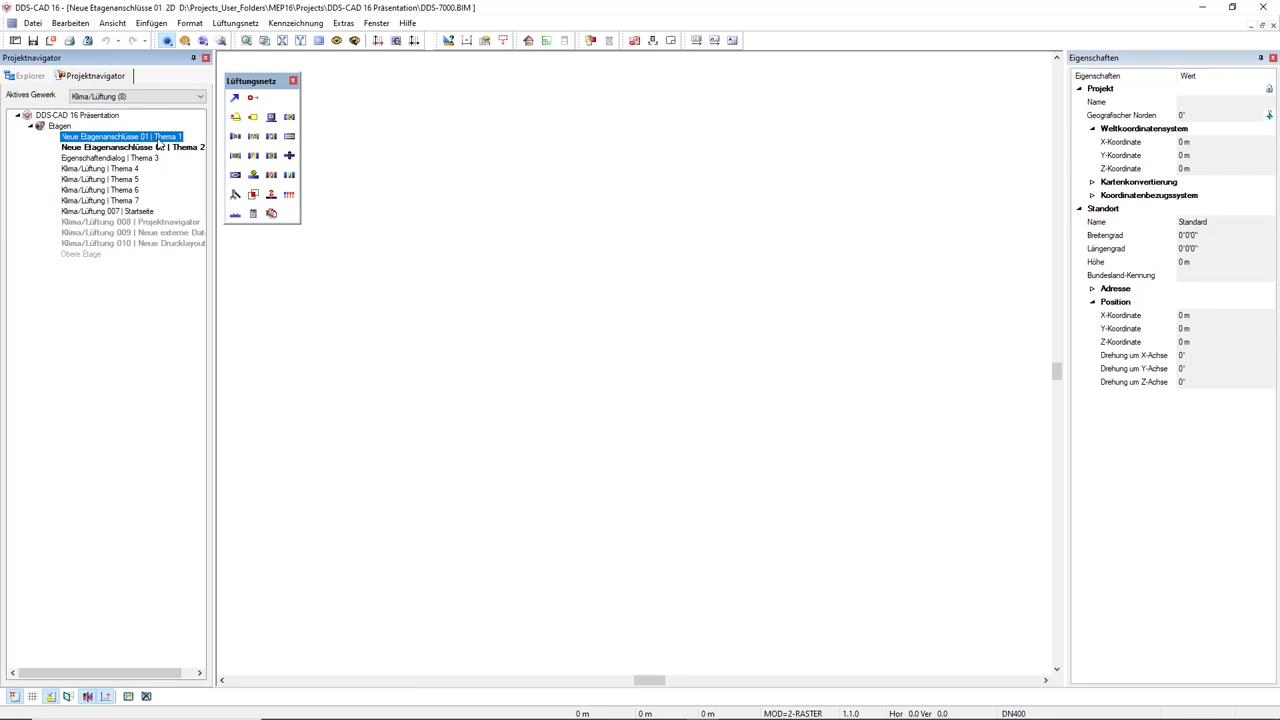 DDS-CAD 16 - [Neue Etagenanschlüsse 01 2D D:\Projects_User_Folders\MEP16\Projects\DDS-CAD 16 Präsentation\DDS-7000.BIM ]
Datei Bearbeiten Ansicht Einfügen Format Lüftungsnetz Kennzeichnung Extras Fenster Hilfe
Projektnavigator
Explorer Projektnavigator
Aktives Gewerk Klima/Lüftung (8)
DDS-CAD 16 Präsentation
Etagen
Neue Etagenanschlüsse 01 | Thema 1
Neue Etagenanschlüsse | Thema 2
Eigenschaftendialog | Thema 3
Klima/Lüftung | Thema 4
Klima/Lüftung | Thema 5
Klima/Lüftung | Thema 6
Klima/Lüftung | Thema 7
Klima/Lüftung 007 | Startseite
Klima/Lüftung 008 | Projektnavigator
Klima/Lüftung 009 | Neue externe Dat
Klima/Lüftung 010 | Neue Drucklayout
Obere Etage
Lüftungsnetz
Eigenschaften
Eigenschaften Wert
Projekt
Name
Geografischer Norden 0°
Weltkoordinatensystem
X-Koordinate 0 m
Y-Koordinate 0 m
Z-Koordinate 0 m
Kartenkonvertierung
Koordinatenbezugssystem
Standort
Name Standard
Breitengrad 0°0'0"
Längengrad 0°0'0"
Höhe 0 m
Bundesland-Kennung
Adresse
Position
X-Koordinate 0 m
Y-Koordinate 0 m
Z-Koordinate 0 m
Drehung um X-Achse 0°
Drehung um Y-Achse 0°
Drehung um Z-Achse 0°
0 m 0 m 0 m MOD=2-RASTER 1.1.0 Hor 0.0 Ver 0.0 DN400